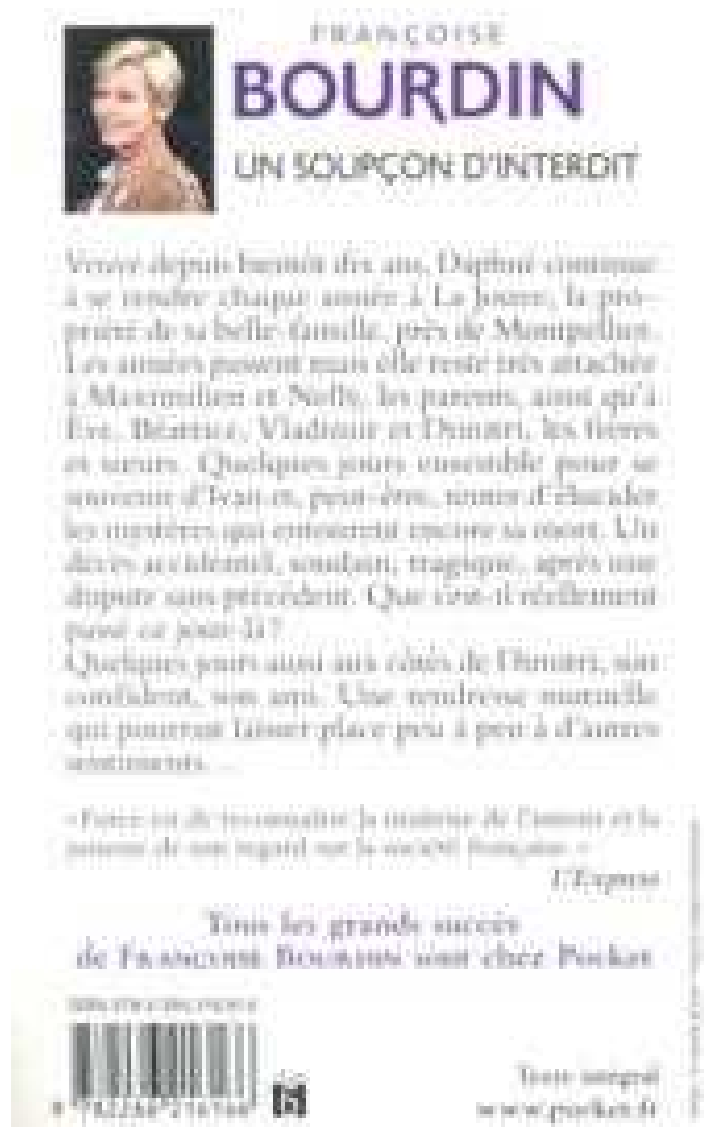 FRANÇOISE
BOURDIN
UN SOUPÇON D'INTERDIT
Veuve depuis bientôt dix ans, Daphné continue
à se rendre chaque année à La Jouve, la pro-
priété de sa belle-famille, près de Montpellier.
Les années passent mais elle reste très attachée
à Maximilien et Nelly, les parents, ainsi qu'à
Ève, Béatrice, Vladimir et Dimitri, les frères
et sœurs. Quelques jours ensemble pour se
souvenir d'Ivan et, peut-être, tenter d'élucider
les mystères qui entourent encore sa mort. Un
décès accidentel, soudain, tragique, après une
dispute sans précédent. Que s'est-il réellement
passé ce jour-là ?
Quelques jours aussi aux côtés de Dimitri, son
confident, son ami. Une tendresse mutuelle
qui pourrait laisser place peu à peu à d'autres
sentiments...
« Force est de reconnaître la maîtrise de l'auteur et la
justesse de son regard sur la société française. »
L'Express
Tous les grands succès
de FRANÇOISE BOURDIN sont chez Pocket
Texte intégral
www.pocket.fr